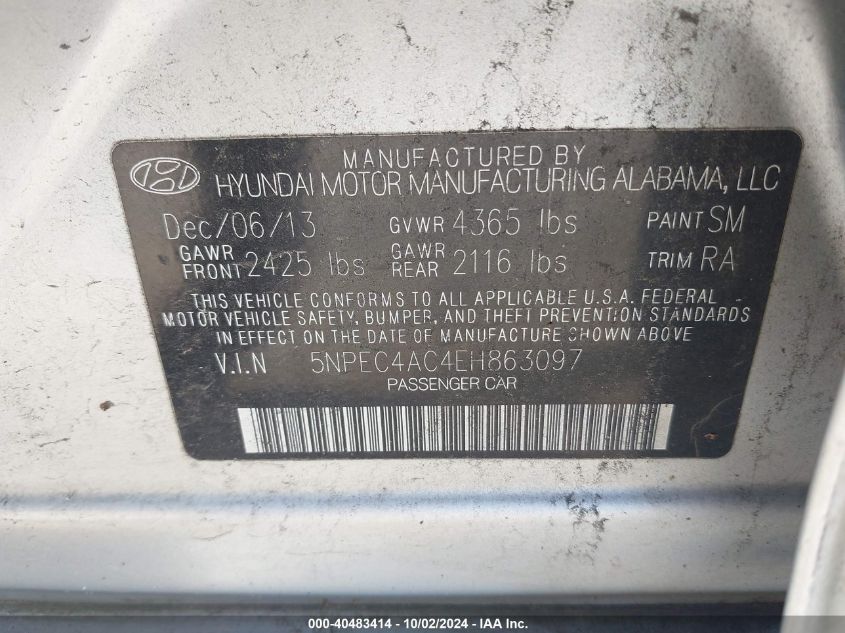 MANUFACTURED BY
HYUNDAI MOTOR MANUFACTURING ALABAMA, LLC
Dec/06/13 GVWR 4365 lbs PAINT SM
GAWR FRONT 2425 lbs GAWR REAR 2116 lbs TRIM RA
THIS VEHICLE CONFORMS TO ALL APPLICABLE U.S.A. FEDERAL
MOTOR VEHICLE SAFETY, BUMPER, AND THEFT PREVENTION STANDARDS
IN EFFECT ON THE DATE OF MANUFACTURE SHOWN ABOVE.
V.I.N 5NPEC4AC4EH863097
PASSENGER CAR
000-40483414 - 10/02/2024 - IAA Inc.